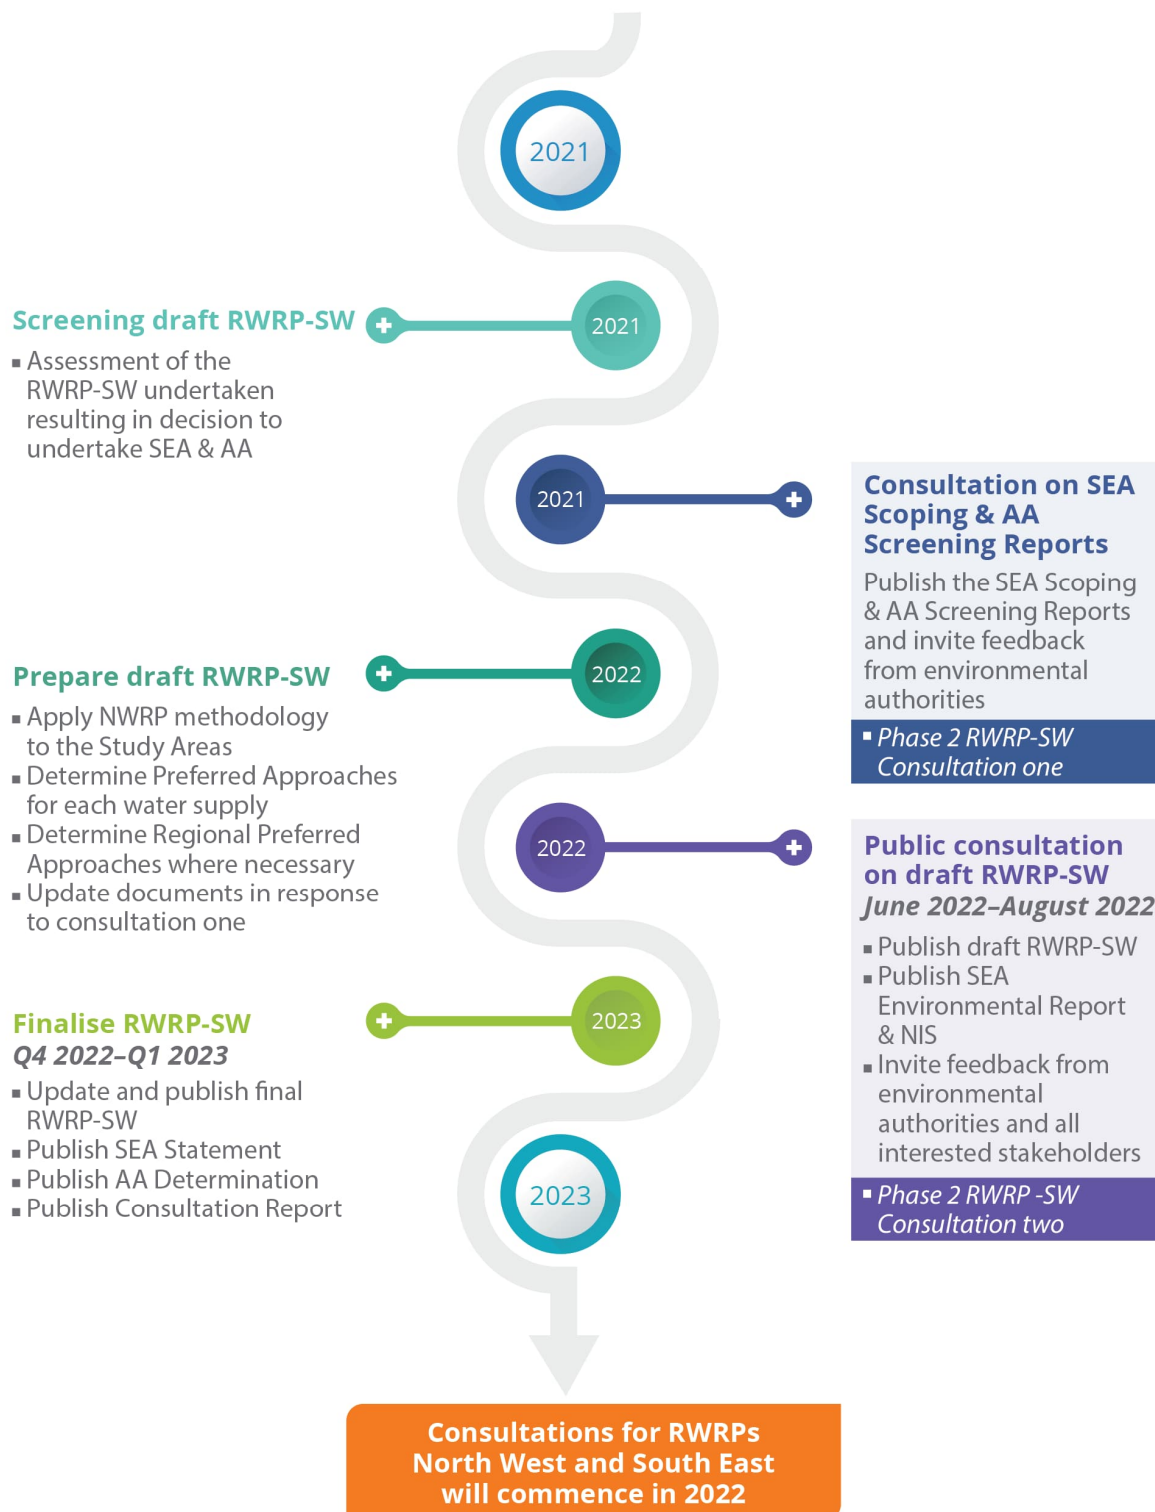 2021
Screening draft RWRP-SW
2021
▪ Assessment of the
RWRP-SW undertaken
resulting in decision to
undertake SEA & AA
2021
Consultation on SEA
Scoping & AA
Screening Reports
Publish the SEA Scoping
& AA Screening Reports
and invite feedback
from environmental
authorities
▪ Phase 2 RWRP-SW
Consultation one
Prepare draft RWRP-SW
2022
▪ Apply NWRP methodology
to the Study Areas
▪ Determine Preferred Approaches
for each water supply
▪ Determine Regional Preferred
Approaches where necessary
▪ Update documents in response
to consultation one
2022
Public consultation
on draft RWRP-SW
June 2022–August 2022
▪ Publish draft RWRP-SW
▪ Publish SEA
Environmental Report
& NIS
▪ Invite feedback from
environmental
authorities and all
interested stakeholders
▪ Phase 2 RWRP -SW
Consultation two
Finalise RWRP-SW
Q4 2022–Q1 2023
2023
▪ Update and publish final
RWRP-SW
▪ Publish SEA Statement
▪ Publish AA Determination
▪ Publish Consultation Report
2023
Consultations for RWRPs
North West and South East
will commence in 2022